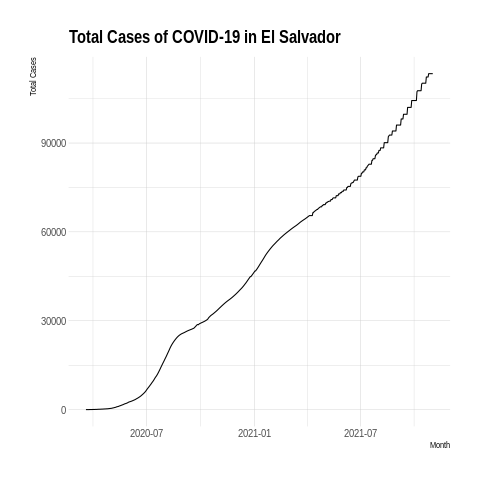 Total Cases of COVID-19 in El Salvador
Total Cases
90000
60000
30000
0
2020-07
2021-01
2021-07
Month